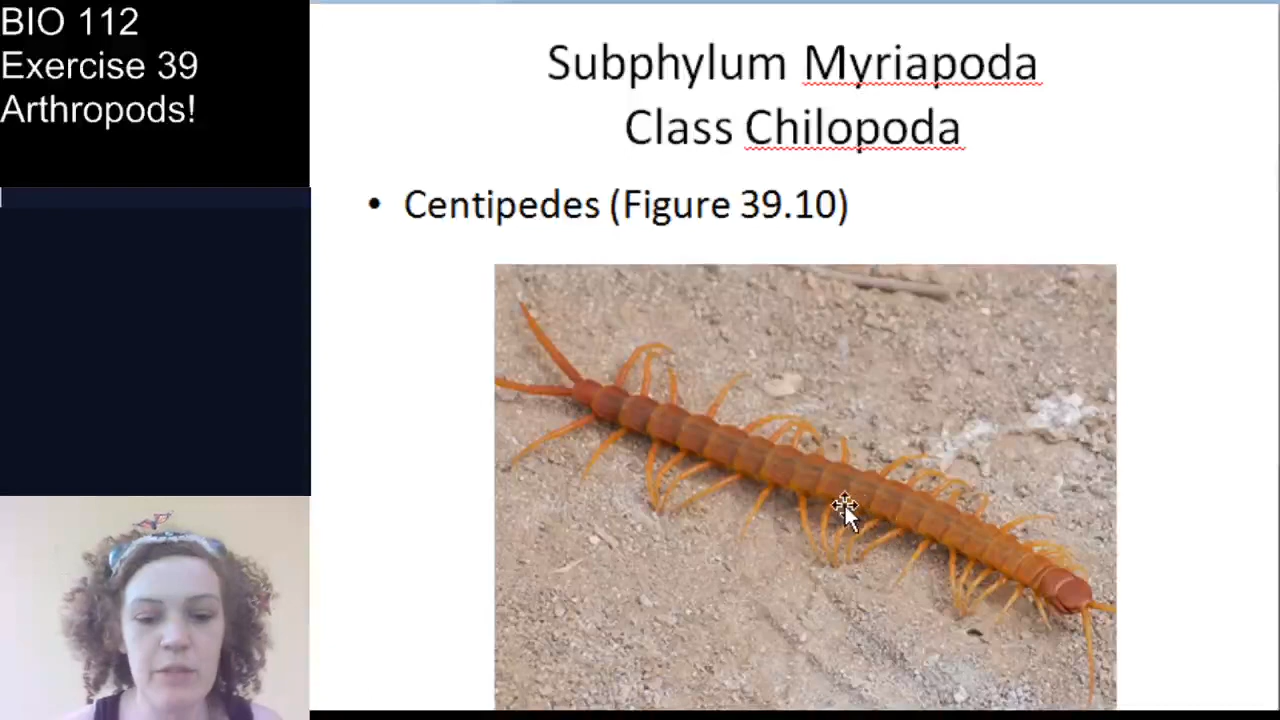 BIO 112
Exercise 39
Arthropods!
Subphylum Myriapoda
Class Chilopoda
• Centipedes (Figure 39.10)